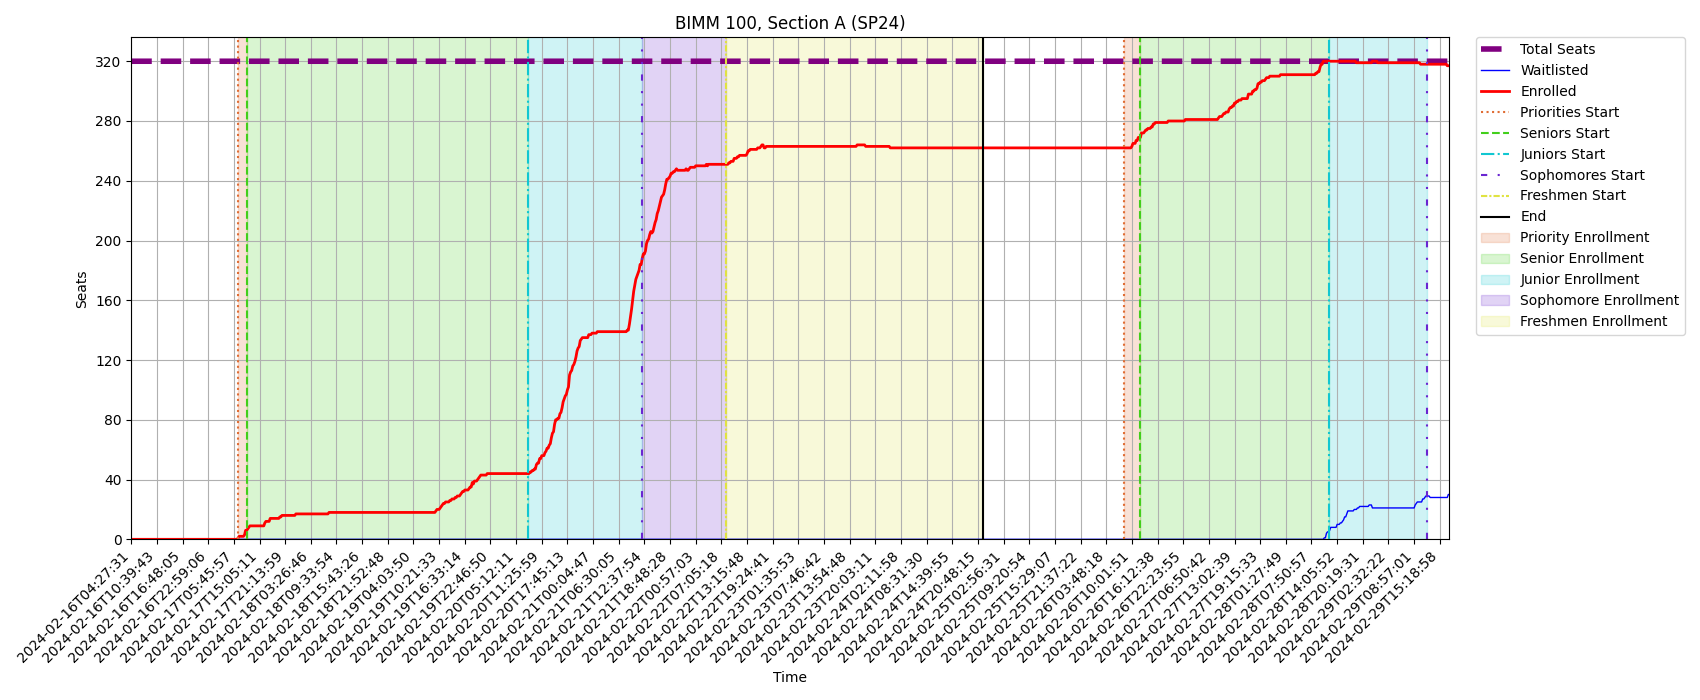 BIMM 100, Section A (SP24)
Seats
320
280
240
200
160
120
80
40
0
2024-02-16T04:27:31
2024-02-16T10:39:43
2024-02-16T16:48:05
2024-02-16T22:59:06
2024-02-17T05:45:57
2024-02-17T15:05:11
2024-02-17T21:13:59
2024-02-18T03:26:46
2024-02-18T09:33:54
2024-02-18T15:43:26
2024-02-18T21:52:48
2024-02-19T04:03:50
2024-02-19T10:21:33
2024-02-19T16:33:14
2024-02-19T22:46:50
2024-02-20T05:12:11
2024-02-20T11:25:59
2024-02-20T17:45:13
2024-02-21T00:04:47
2024-02-21T06:30:05
2024-02-21T12:37:54
2024-02-21T18:48:28
2024-02-22T00:57:03
2024-02-22T07:05:18
2024-02-22T13:15:48
2024-02-22T19:24:41
2024-02-23T01:35:53
2024-02-23T07:46:42
2024-02-23T13:54:48
2024-02-23T20:03:11
2024-02-24T02:11:58
2024-02-24T08:31:30
2024-02-24T14:39:55
2024-02-24T20:48:15
2024-02-25T02:56:31
2024-02-25T09:20:54
2024-02-25T15:29:07
2024-02-25T21:37:22
2024-02-26T03:48:18
2024-02-26T10:01:51
2024-02-26T16:12:38
2024-02-26T22:23:55
2024-02-27T06:50:42
2024-02-27T13:02:39
2024-02-27T19:15:33
2024-02-28T01:27:49
2024-02-28T07:50:57
2024-02-28T14:05:52
2024-02-28T20:19:31
2024-02-29T02:32:22
2024-02-29T08:57:01
2024-02-29T15:18:58
Time
Total Seats
Waitlisted
Enrolled
Priorities Start
Seniors Start
Juniors Start
Sophomores Start
Freshmen Start
End
Priority Enrollment
Senior Enrollment
Junior Enrollment
Sophomore Enrollment
Freshmen Enrollment